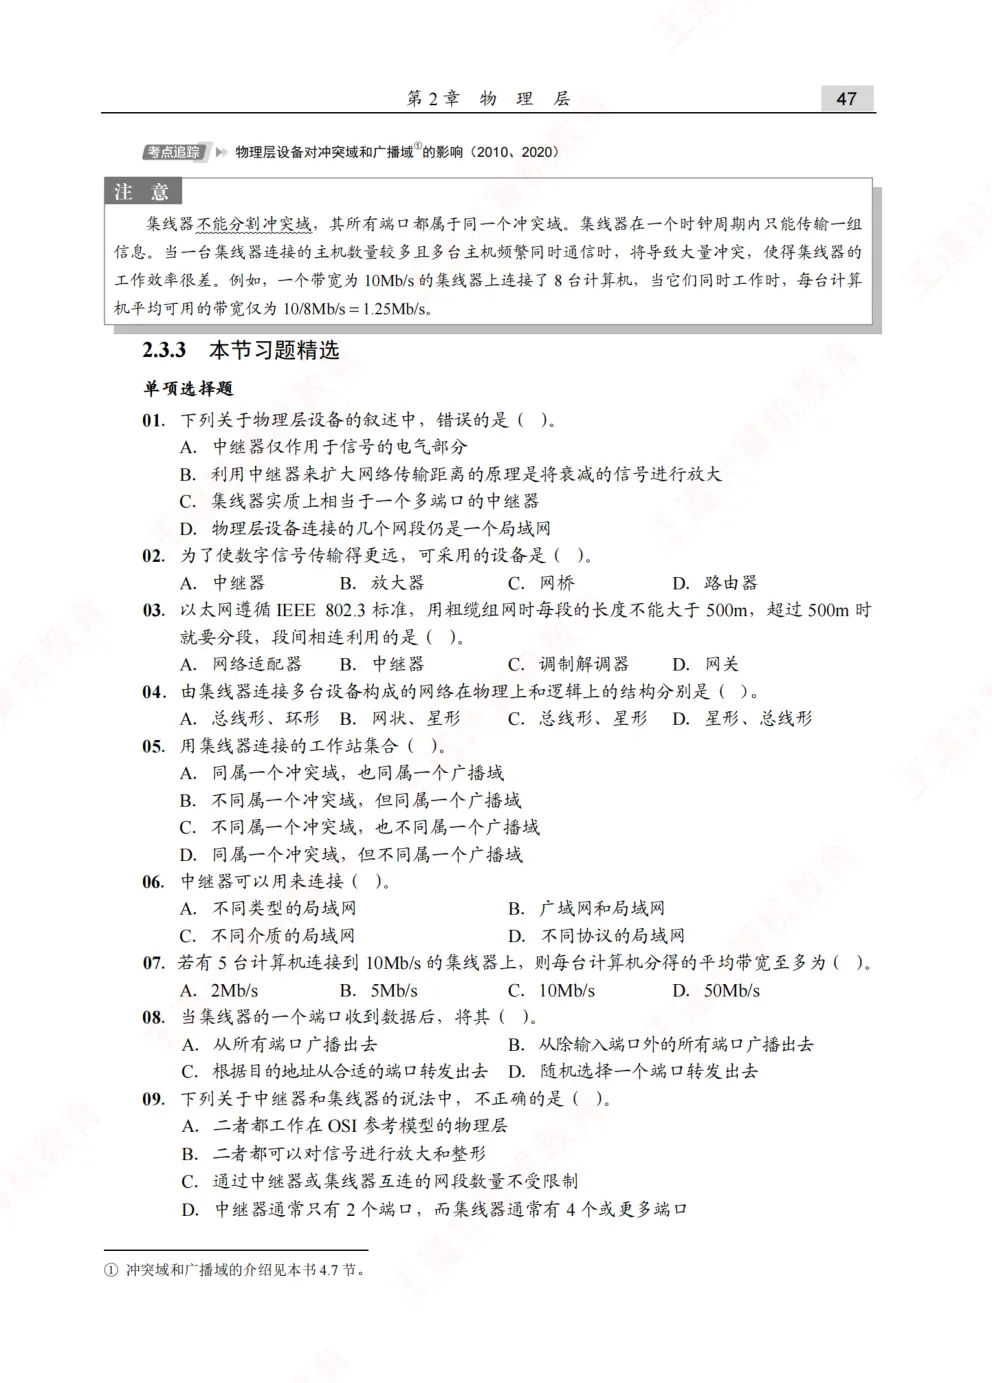 第 2 章 物 理 层 47
考点追踪 物理层设备对冲突域和广播域①的影响（2010、2020）
注 意
集线器不能分割冲突域，其所有端口都属于同一个冲突域。集线器在一个时钟周期内只能传输一组
信息。当一台集线器连接的主机数量较多且多台主机频繁同时通信时，将导致大量冲突，使得集线器的
工作效率很差。例如，一个带宽为 10Mb/s 的集线器上连接了 8 台计算机，当它们同时工作时，每台计算
机平均可用的带宽仅为 10/8Mb/s = 1.25Mb/s。
2.3.3 本节习题精选
单项选择题
01. 下列关于物理层设备的叙述中，错误的是（ ）。
A. 中继器仅作用于信号的电气部分
B. 利用中继器来扩大网络传输距离的原理是将衰减的信号进行放大
C. 集线器实质上相当于一个多端口的中继器
D. 物理层设备连接的几个网段仍是一个局域网
02. 为了使数字信号传输得更远，可采用的设备是（ ）。
A. 中继器 B. 放大器 C. 网桥 D. 路由器
03. 以太网遵循 IEEE 802.3 标准，用粗缆组网时每段的长度不能大于 500m，超过 500m 时
就要分段，段间相连利用的是（ ）。
A. 网络适配器 B. 中继器 C. 调制解调器 D. 网关
04. 由集线器连接多台设备构成的网络在物理上和逻辑上的结构分别是（ ）。
A. 总线形、环形 B. 网状、星形 C. 总线形、星形 D. 星形、总线形
05. 用集线器连接的工作站集合（ ）。
A. 同属一个冲突域，也同属一个广播域
B. 不同属一个冲突域，但同属一个广播域
C. 不同属一个冲突域，也不同属一个广播域
D. 同属一个冲突域，但不同属一个广播域
06. 中继器可以用来连接（ ）。
A. 不同类型的局域网 B. 广域网和局域网
C. 不同介质的局域网 D. 不同协议的局域网
07. 若有 5 台计算机连接到 10Mb/s 的集线器上，则每台计算机分得的平均带宽至多为（ ）。
A. 2Mb/s B. 5Mb/s C. 10Mb/s D. 50Mb/s
08. 当集线器的一个端口收到数据后，将其（ ）。
A. 从所有端口广播出去 B. 从除输入端口外的所有端口广播出去
C. 根据目的地址从合适的端口转发出去 D. 随机选择一个端口转发出去
09. 下列关于中继器和集线器的说法中，不正确的是（ ）。
A. 二者都工作在 OSI 参考模型的物理层
B. 二者都可以对信号进行放大和整形
C. 通过中继器或集线器互连的网段数量不受限制
D. 中继器通常只有 2 个端口，而集线器通常有 4 个或更多端口
① 冲突域和广播域的介绍见本书 4.7 节。